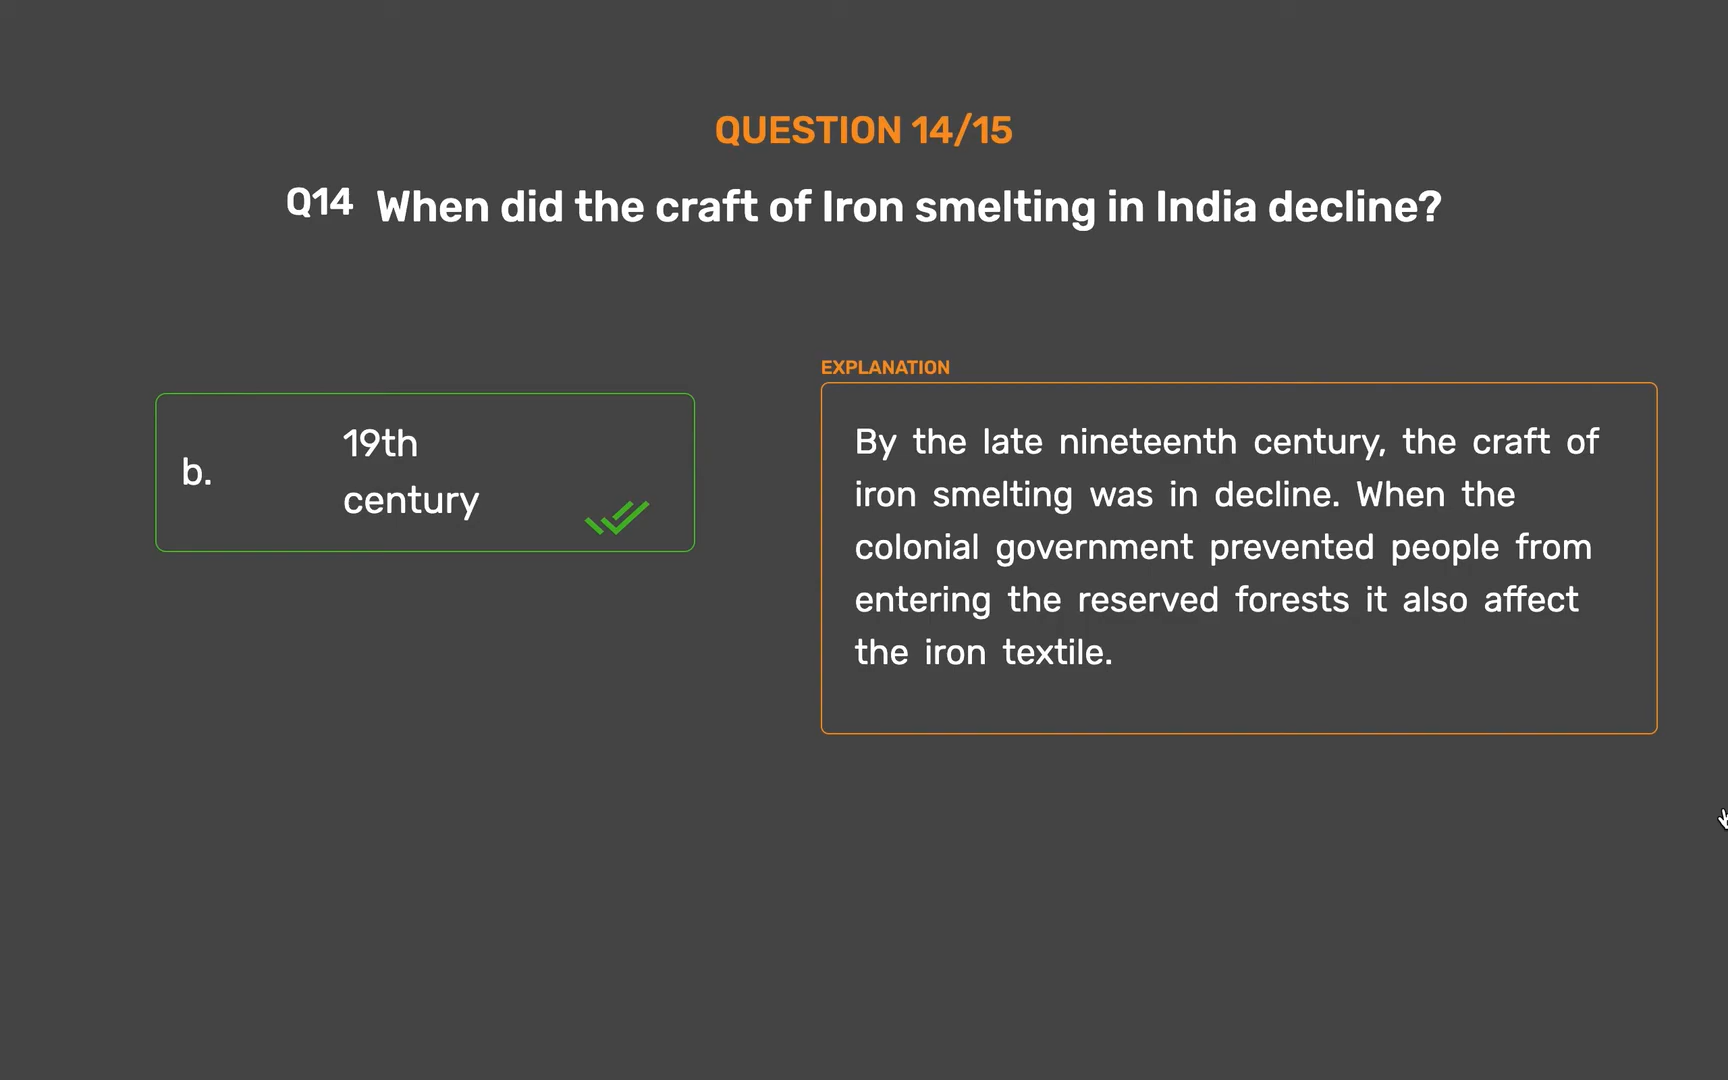 QUESTION 14/15
Q14 When did the craft of Iron smelting in India decline?
b.
19th
century
EXPLANATION
By the late nineteenth century, the craft of
iron smelting was in decline. When the
colonial government prevented people from
entering the reserved forests it also affect
the iron textile.